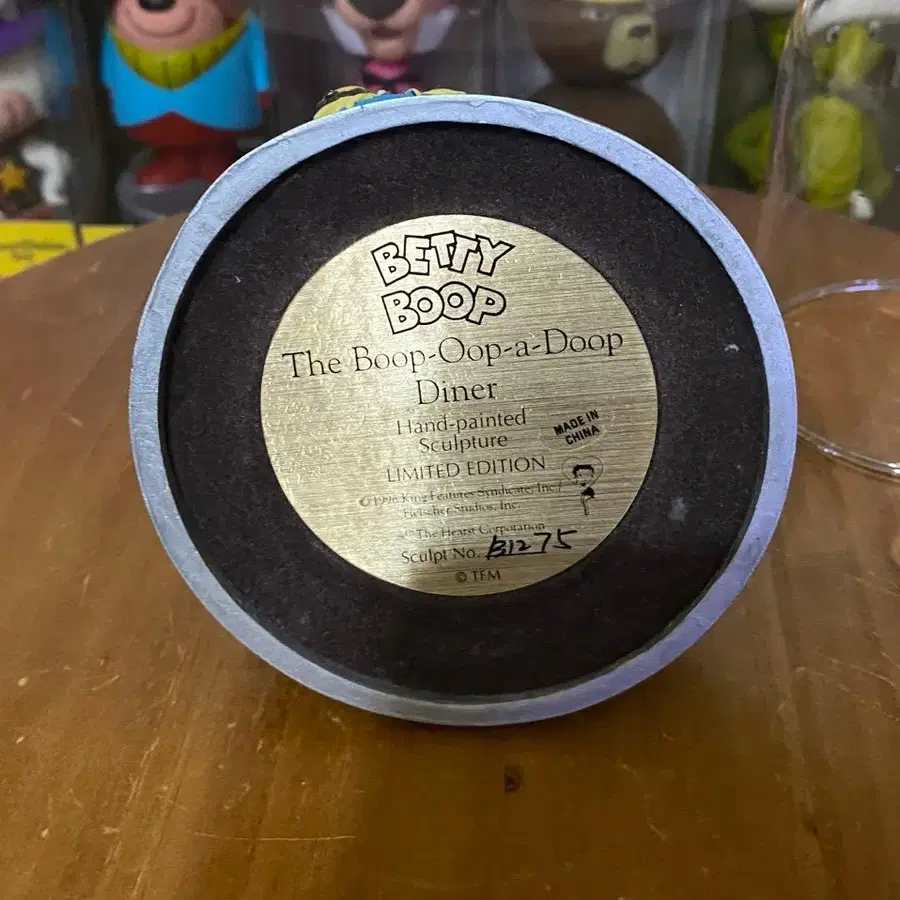 BETTY
BOOP
The Boop-Oop-a-Doop
Diner
Hand-painted
Sculpture
MADE IN
CHINA
LIMITED EDITION
© 1996 King Features Syndicate, Inc./
Fleischer Studios, Inc.
The Hearst Corporation
Sculpt No. B1275
© TFM